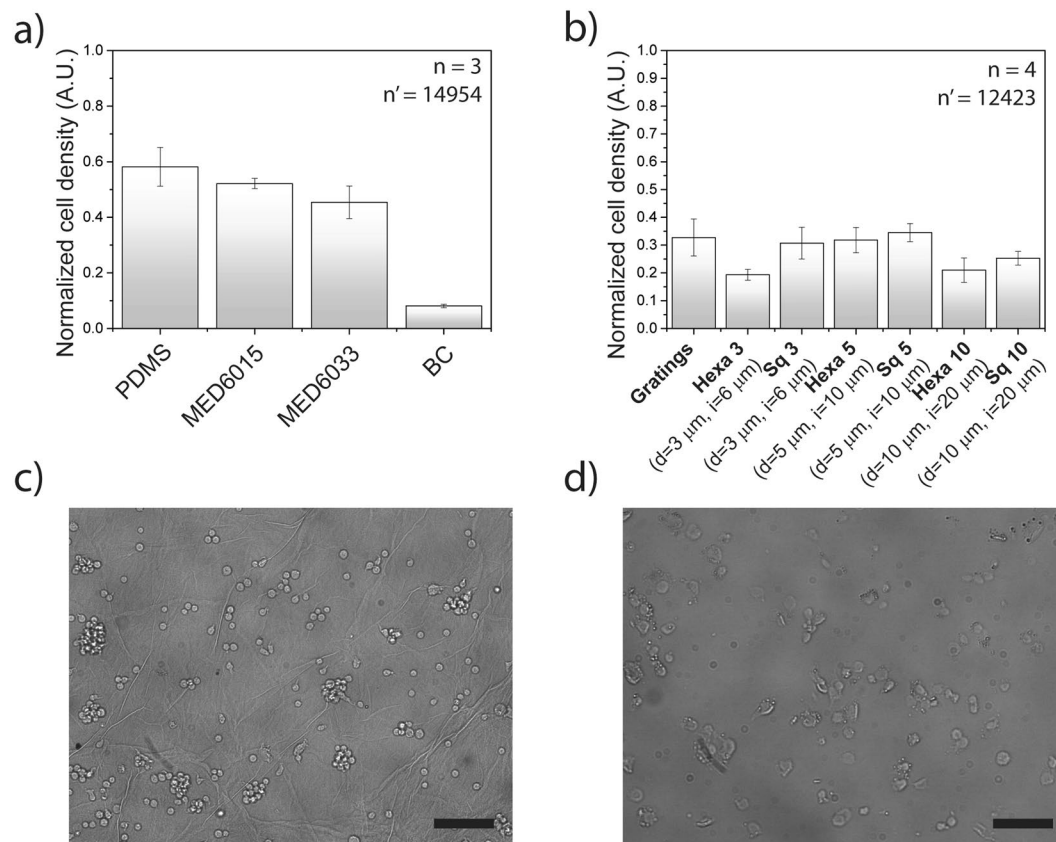 a)
Normalized cell density (A.U.)
1.0
0.8
0.6
0.4
0.2
0.0
n = 3
n' = 14954
PDMS
MED6015
MED6033
BC
b)
Normalized cell density (A.U.)
1.0
0.9
0.8
0.7
0.6
0.5
0.4
0.3
0.2
0.1
0.0
n = 4
n' = 12423
Gratings
Hexa 3
(d=3 μm, i=6 μm)
Sq 3
(d=3 μm, i=6 μm)
Hexa 5
(d=5 μm, i=10 μm)
Sq 5
(d=5 μm, i=10 μm)
Hexa 10
(d=10 μm, i=20 μm)
Sq 10
(d=10 μm, i=20 μm)
c)
d)